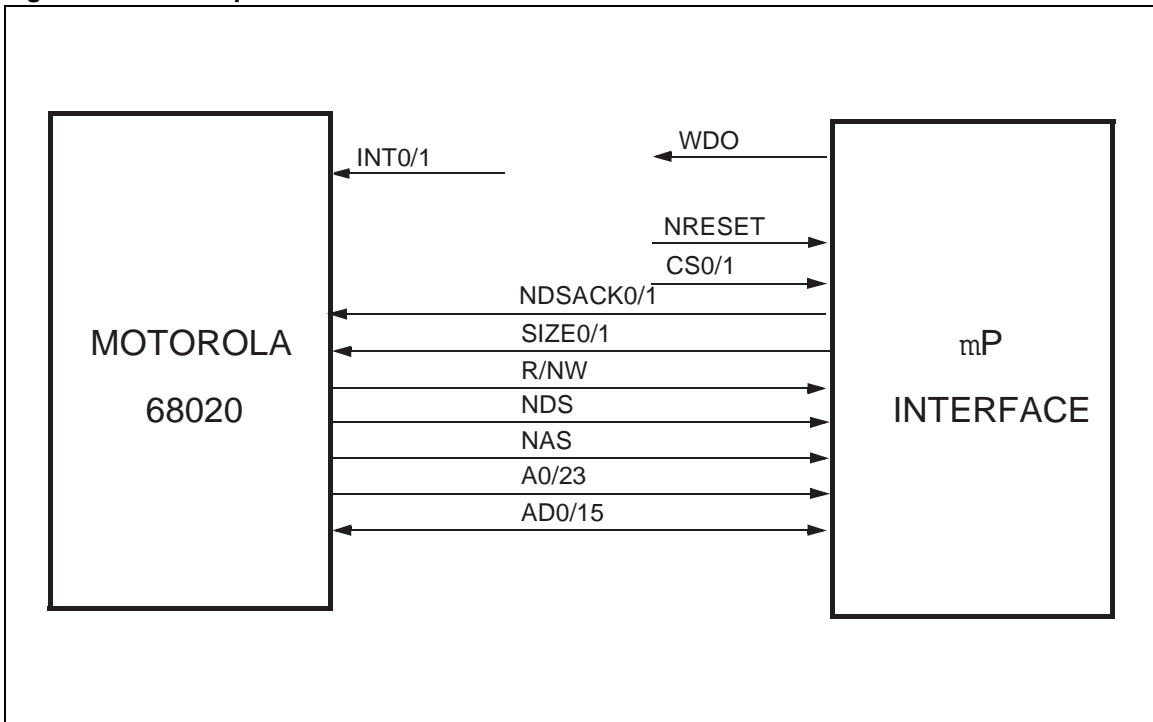 WDO
INT0/1
NRESET
CS0/1
NDSACK0/1
SIZE0/1
R/NW
NDS
NAS
A0/23
AD0/15
MOTOROLA
68020
mP
INTERFACE